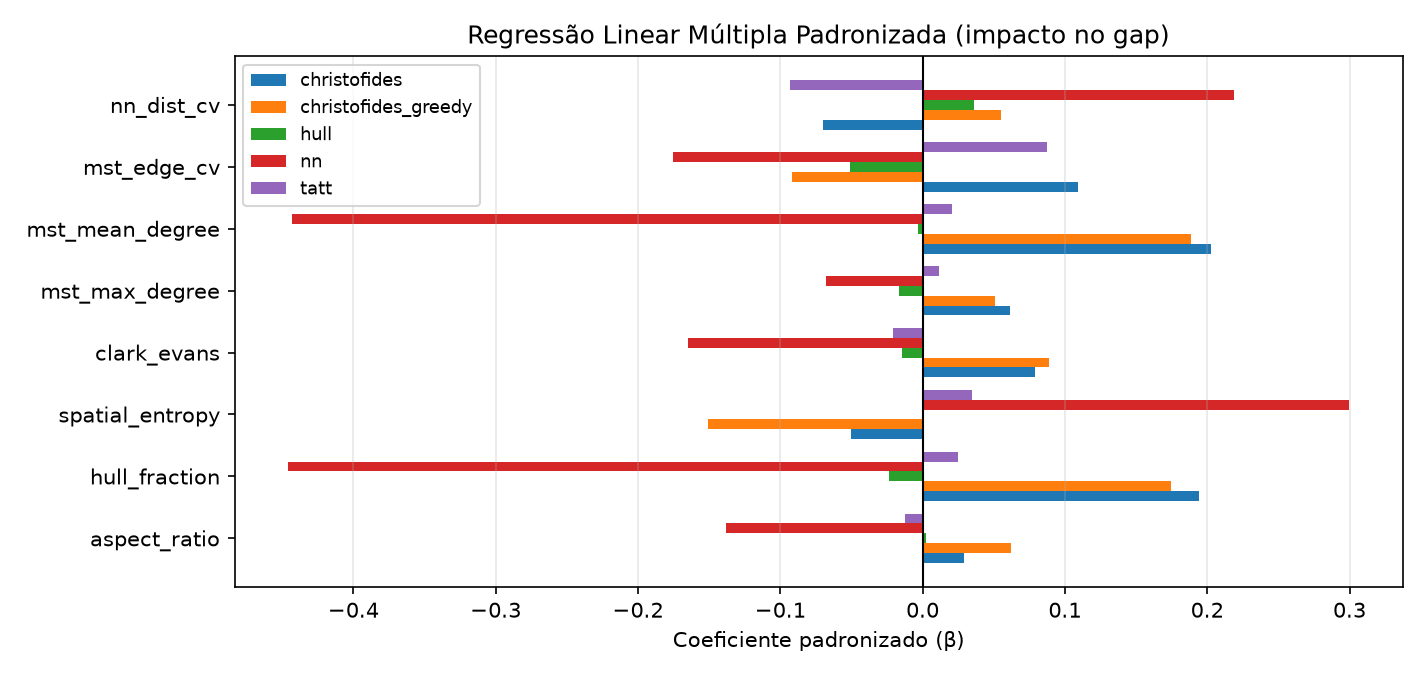 Regressão Linear Múltipla Padronizada (impacto no gap)
christofides
christofides_greedy
hull
nn
tatt
nn_dist_cv
mst_edge_cv
mst_mean_degree
mst_max_degree
clark_evans
spatial_entropy
hull_fraction
aspect_ratio
−0.4 −0.3 −0.2 −0.1 0.0 0.1 0.2 0.3
Coeficiente padronizado (β)